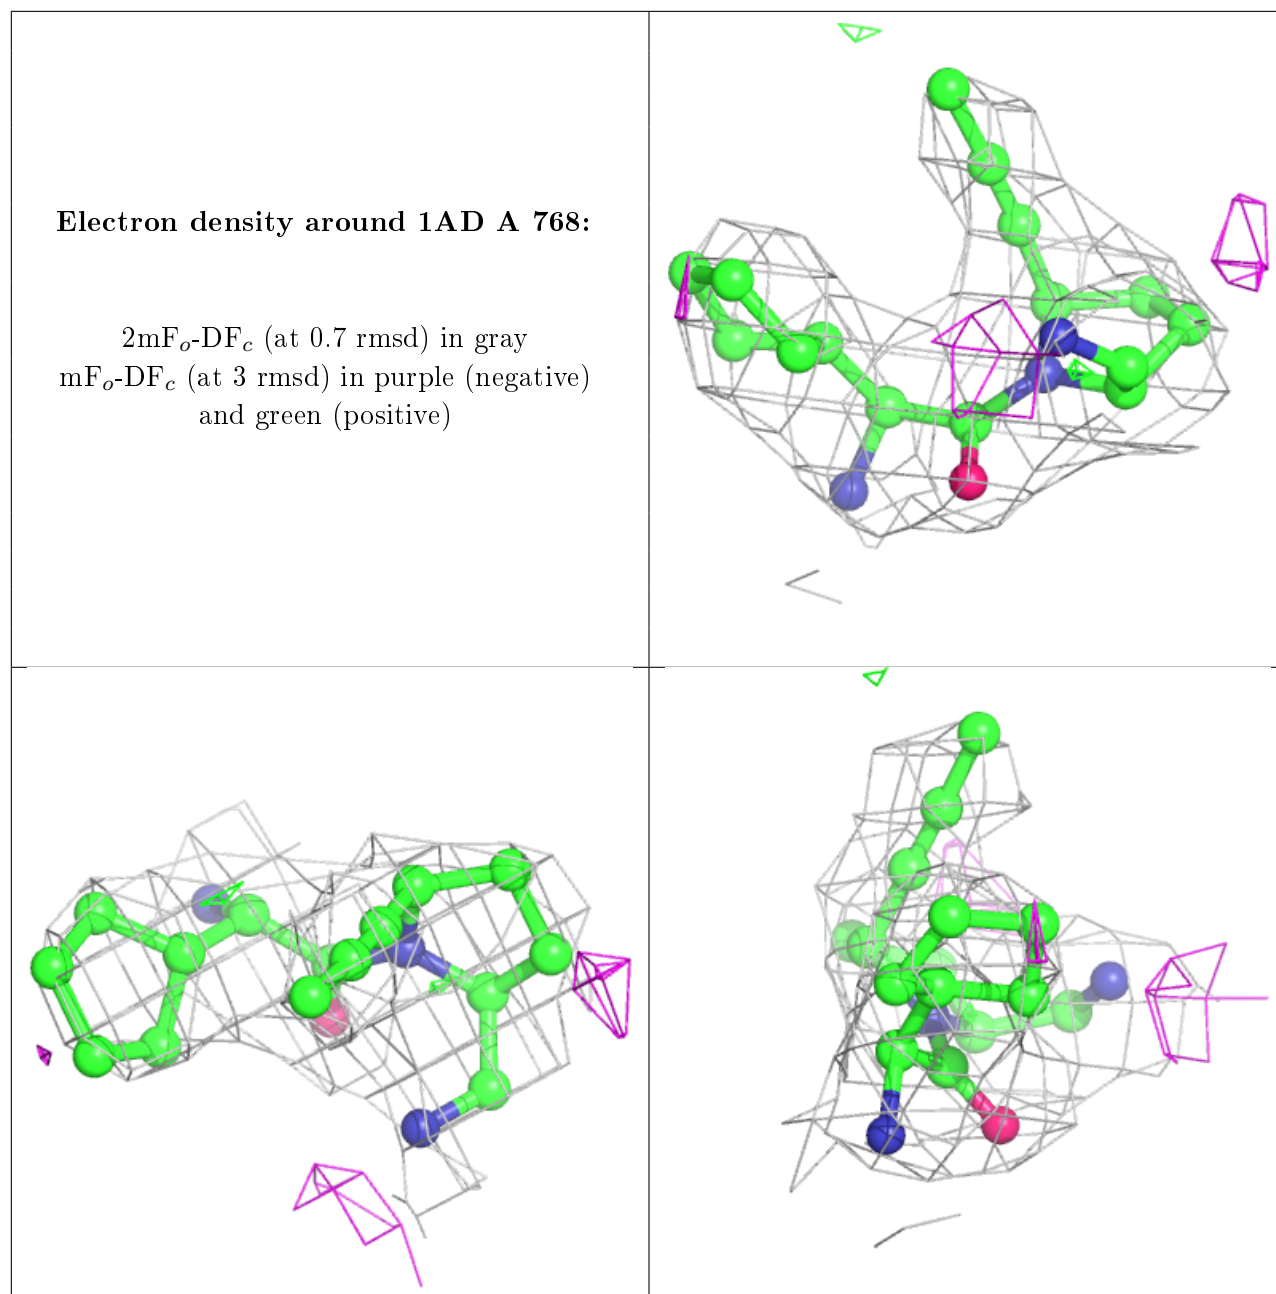 Electron density around 1AD A 768:
2mFo-DFc (at 0.7 rmsd) in gray
mFo-DFc (at 3 rmsd) in purple (negative)
and green (positive)